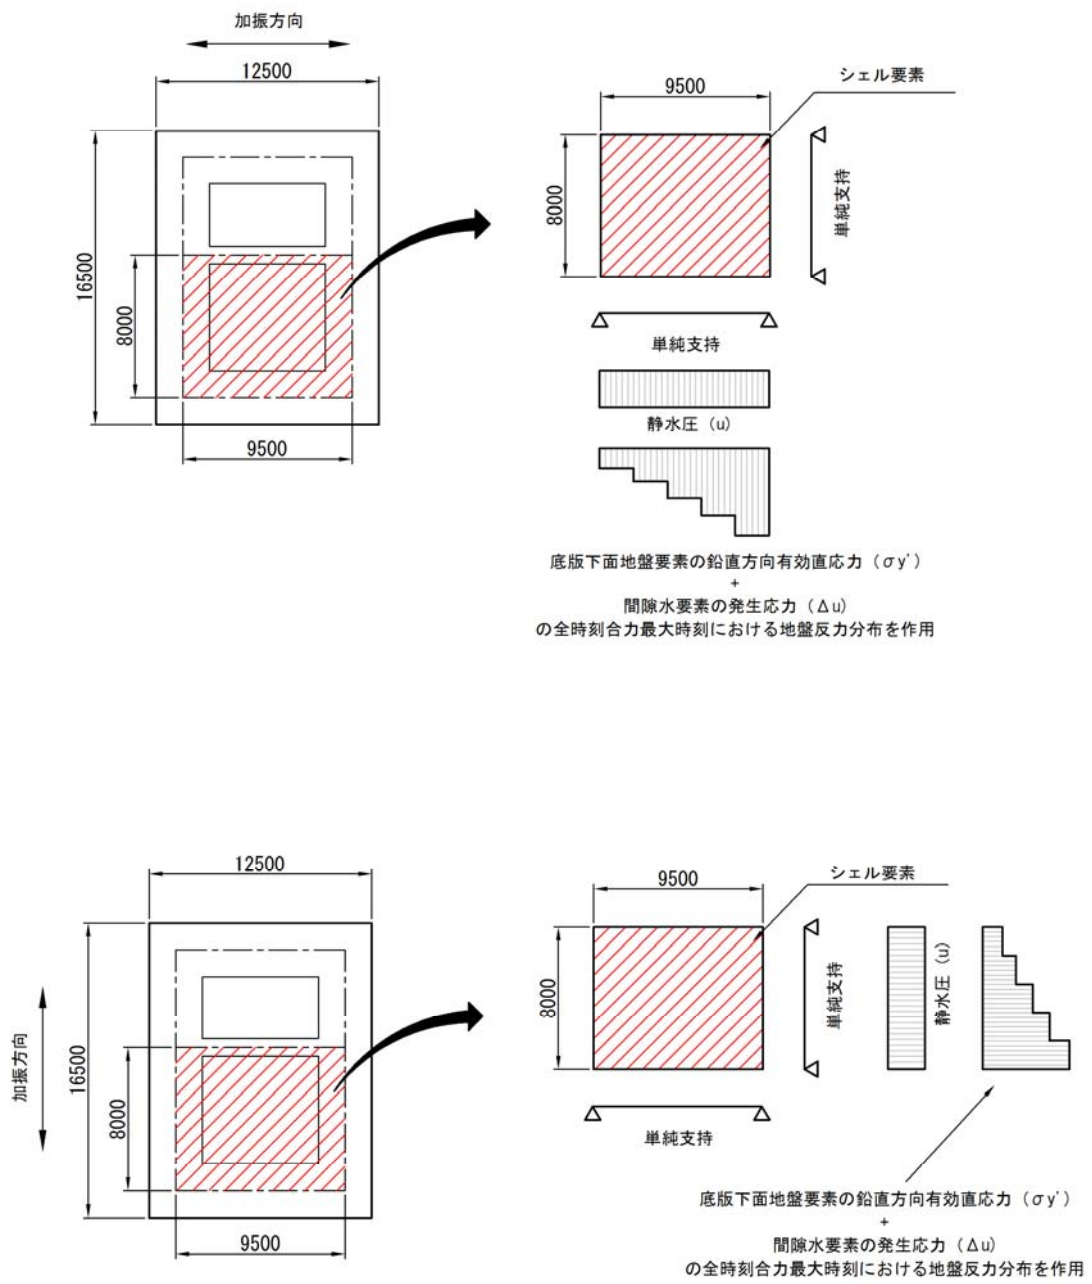 加振方向
12500
16500
8000
9500
9500
シェル要素
8000
単純支持
単純支持
静水圧（u）
底版下面地盤要素の鉛直方向有効直応力（σy'）
+
間隙水要素の発生応力（Δu）
の全時刻合力最大時刻における地盤反力分布を作用
12500
加振方向
16500
8000
9500
9500
シェル要素
8000
単純支持
単純支持
静水圧（u）
底版下面地盤要素の鉛直方向有効直応力（σy'）
+
間隙水要素の発生応力（Δu）
の全時刻合力最大時刻における地盤反力分布を作用